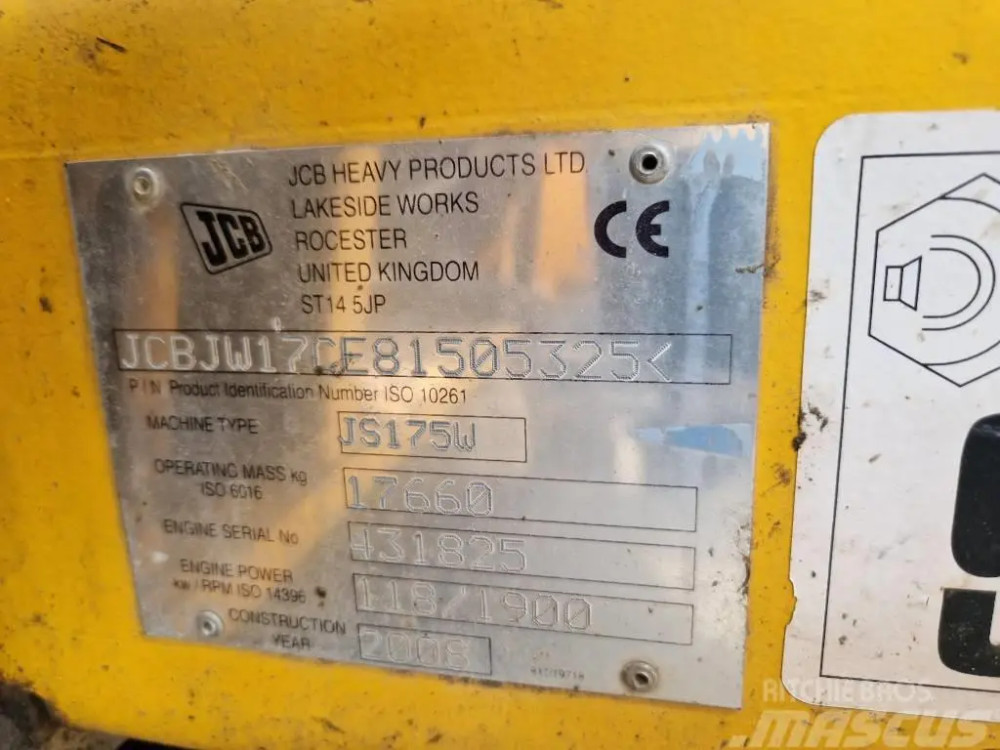 JCB HEAVY PRODUCTS LTD
LAKESIDE WORKS
JCB
ROCESTER
UNITED KINGDOM
ST14 5JP
CE
JCBJW17CE81505325<
P I N Product Identification Number ISO 10261
MACHINE TYPE JS175W
OPERATING MASS kg
ISO 6016
17660
ENGINE SERIAL No 431825
ENGINE POWER
kw / RPM ISO 14396
118/1900
CONSTRUCTION
YEAR
2008
RITCHIE BROS.
MASCUS